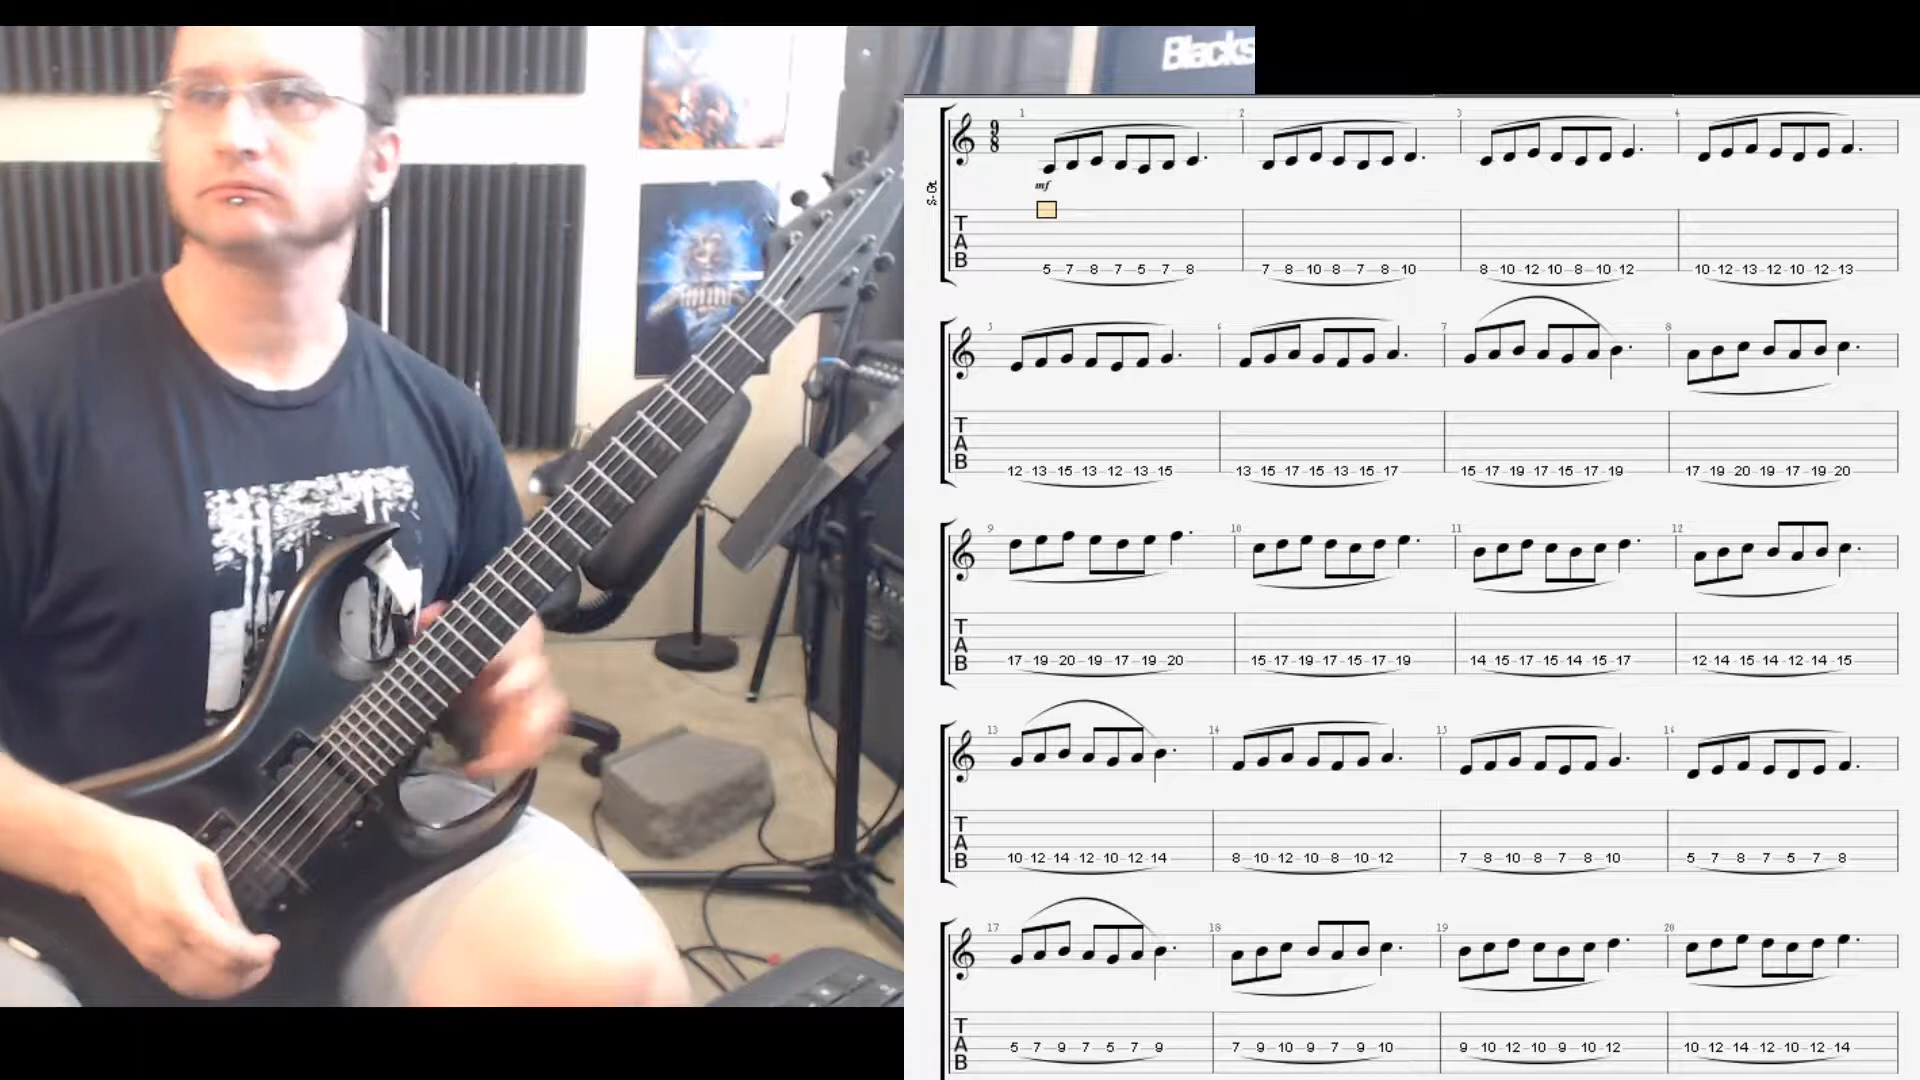 Blacks
1 2 3 4
9
8
mf
S-Gt
T
A
B
5 7 8 7 5 7 8 7 8 10 8 7 8 10 8 10 12 10 8 10 12 10 12 13 12 10 12 13
5 6 7 8
T
A
B
12 13 15 13 12 13 15 13 15 17 15 13 15 17 15 17 19 17 15 17 19 17 19 20 19 17 19 20
9 10 11 12
T
A
B
17 19 20 19 17 19 20 15 17 19 17 15 17 19 14 15 17 15 14 15 17 12 14 15 14 12 14 15
13 14 15 16
T
A
B
10 12 14 12 10 12 14 8 10 12 10 8 10 12 7 8 10 8 7 8 10 5 7 8 7 5 7 8
17 18 19 20
T
A
B
5 7 9 7 5 7 9 7 9 10 9 7 9 10 9 10 12 10 9 10 12 10 12 14 12 10 12 14